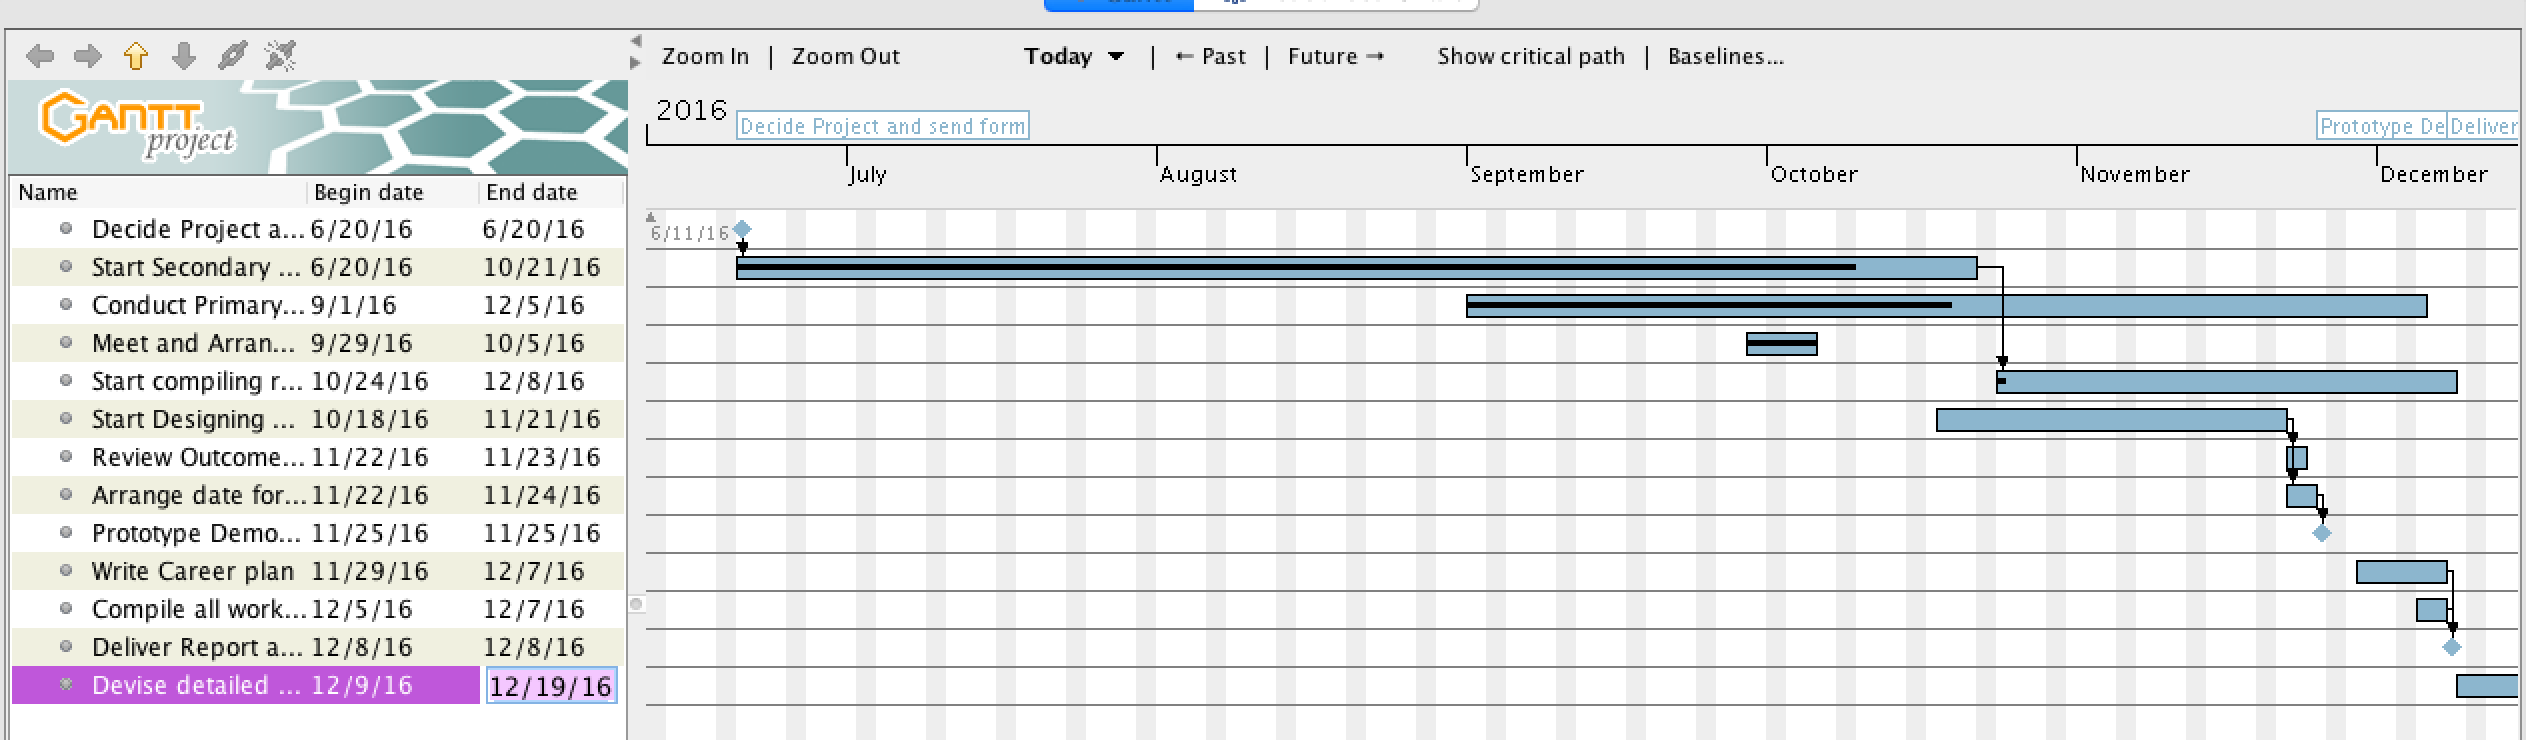 Zoom In | Zoom Out Today | ← Past | Future → Show critical path | Baselines...
GANTT
project
2016
Decide Project and send form
Prototype De
Deliver
July August September October November December
Name Begin date End date
6/11/16
Decide Project a... 6/20/16 6/20/16
Start Secondary ... 6/20/16 10/21/16
Conduct Primary... 9/1/16 12/5/16
Meet and Arran... 9/29/16 10/5/16
Start compiling r... 10/24/16 12/8/16
Start Designing ... 10/18/16 11/21/16
Review Outcome... 11/22/16 11/23/16
Arrange date for... 11/22/16 11/24/16
Prototype Demo... 11/25/16 11/25/16
Write Career plan 11/29/16 12/7/16
Compile all work... 12/5/16 12/7/16
Deliver Report a... 12/8/16 12/8/16
Devise detailed ... 12/9/16 12/19/16